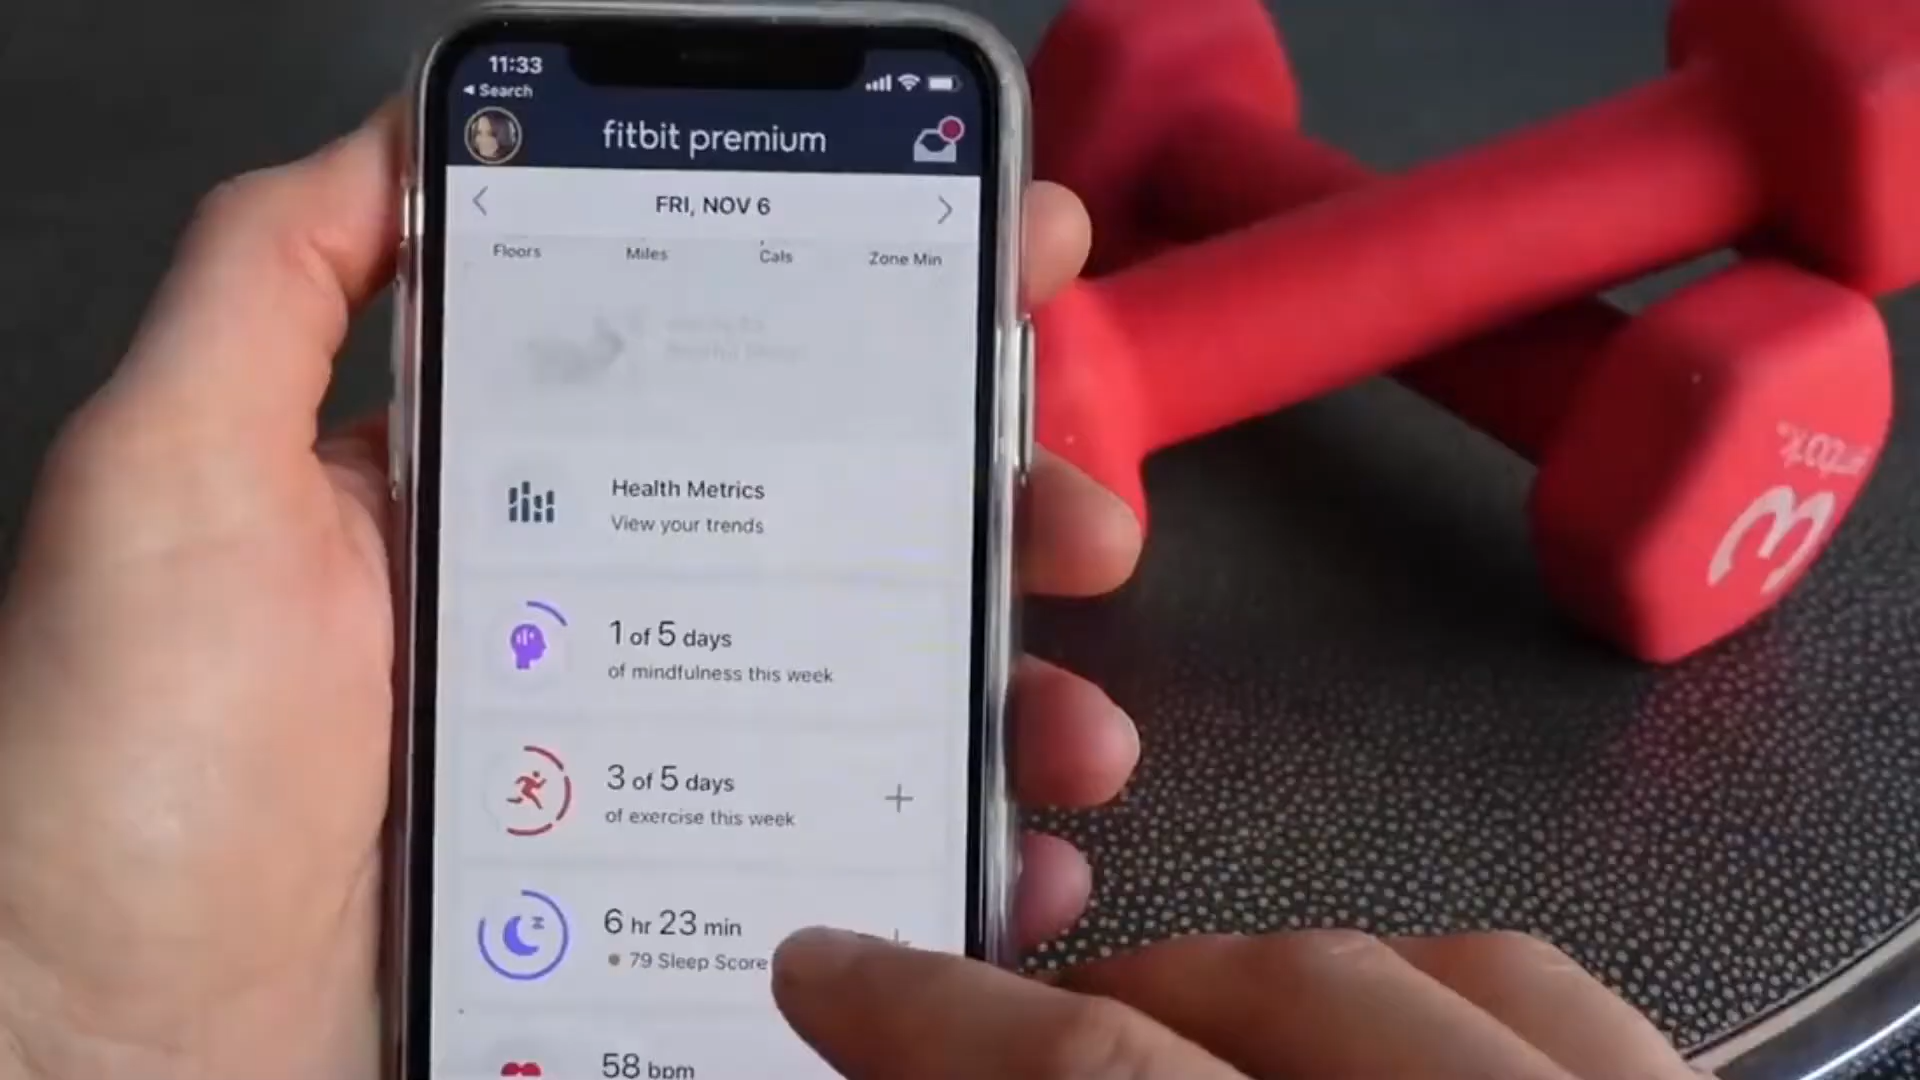 11:33
Search
fitbit premium
FRI, NOV 6
Floors Miles Cals Zone Min
Health Metrics
View your trends
1 of 5 days
of mindfulness this week
3 of 5 days
of exercise this week
6 hr 23 min
79 Sleep Score
58 bpm
3